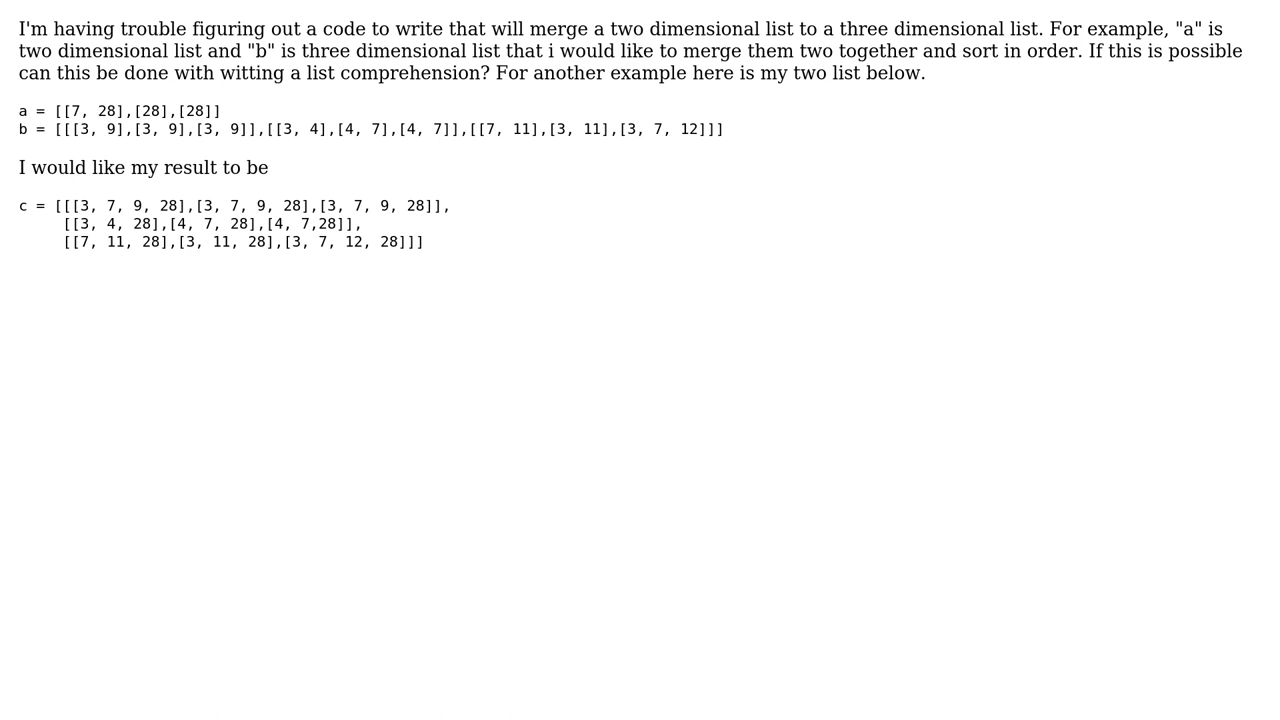 I'm having trouble figuring out a code to write that will merge a two dimensional list to a three dimensional list. For example, "a" is
two dimensional list and "b" is three dimensional list that i would like to merge them two together and sort in order. If this is possible
can this be done with witting a list comprehension? For another example here is my two list below.
a = [[7, 28],[28],[28]]
b = [[[3, 9],[3, 9],[3, 9]],[[3, 4],[4, 7],[4, 7]],[[7, 11],[3, 11],[3, 7, 12]]]
I would like my result to be
c = [[[3, 7, 9, 28],[3, 7, 9, 28],[3, 7, 9, 28]],
[[3, 4, 28],[4, 7, 28],[4, 7,28]],
[[7, 11, 28],[3, 11, 28],[3, 7, 12, 28]]]